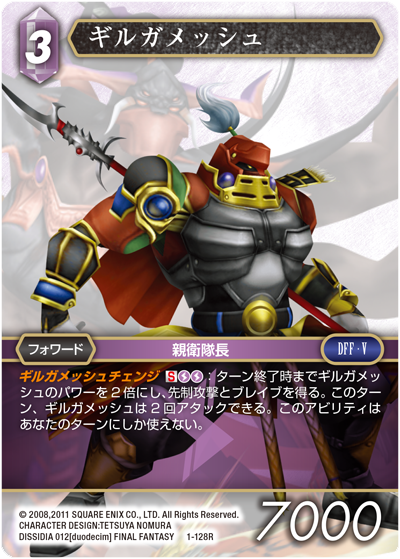 3
ギルガメッシュ
フォワード
親衛隊長
DFF・V
ギルガメッシュチェンジ S : ターン終了時までギルガメッ
シュのパワーを2倍にし、先制攻撃とブレイブを得る。このター
ン、ギルガメッシュは2回アタックできる。このアビリティは
あなたのターンにしか使えない。
© 2008,2011 SQUARE ENIX CO., LTD. All Rights Reserved.
CHARACTER DESIGN:TETSUYA NOMURA
DISSIDIA 012[duodecim] FINAL FANTASY 1-128R
7000